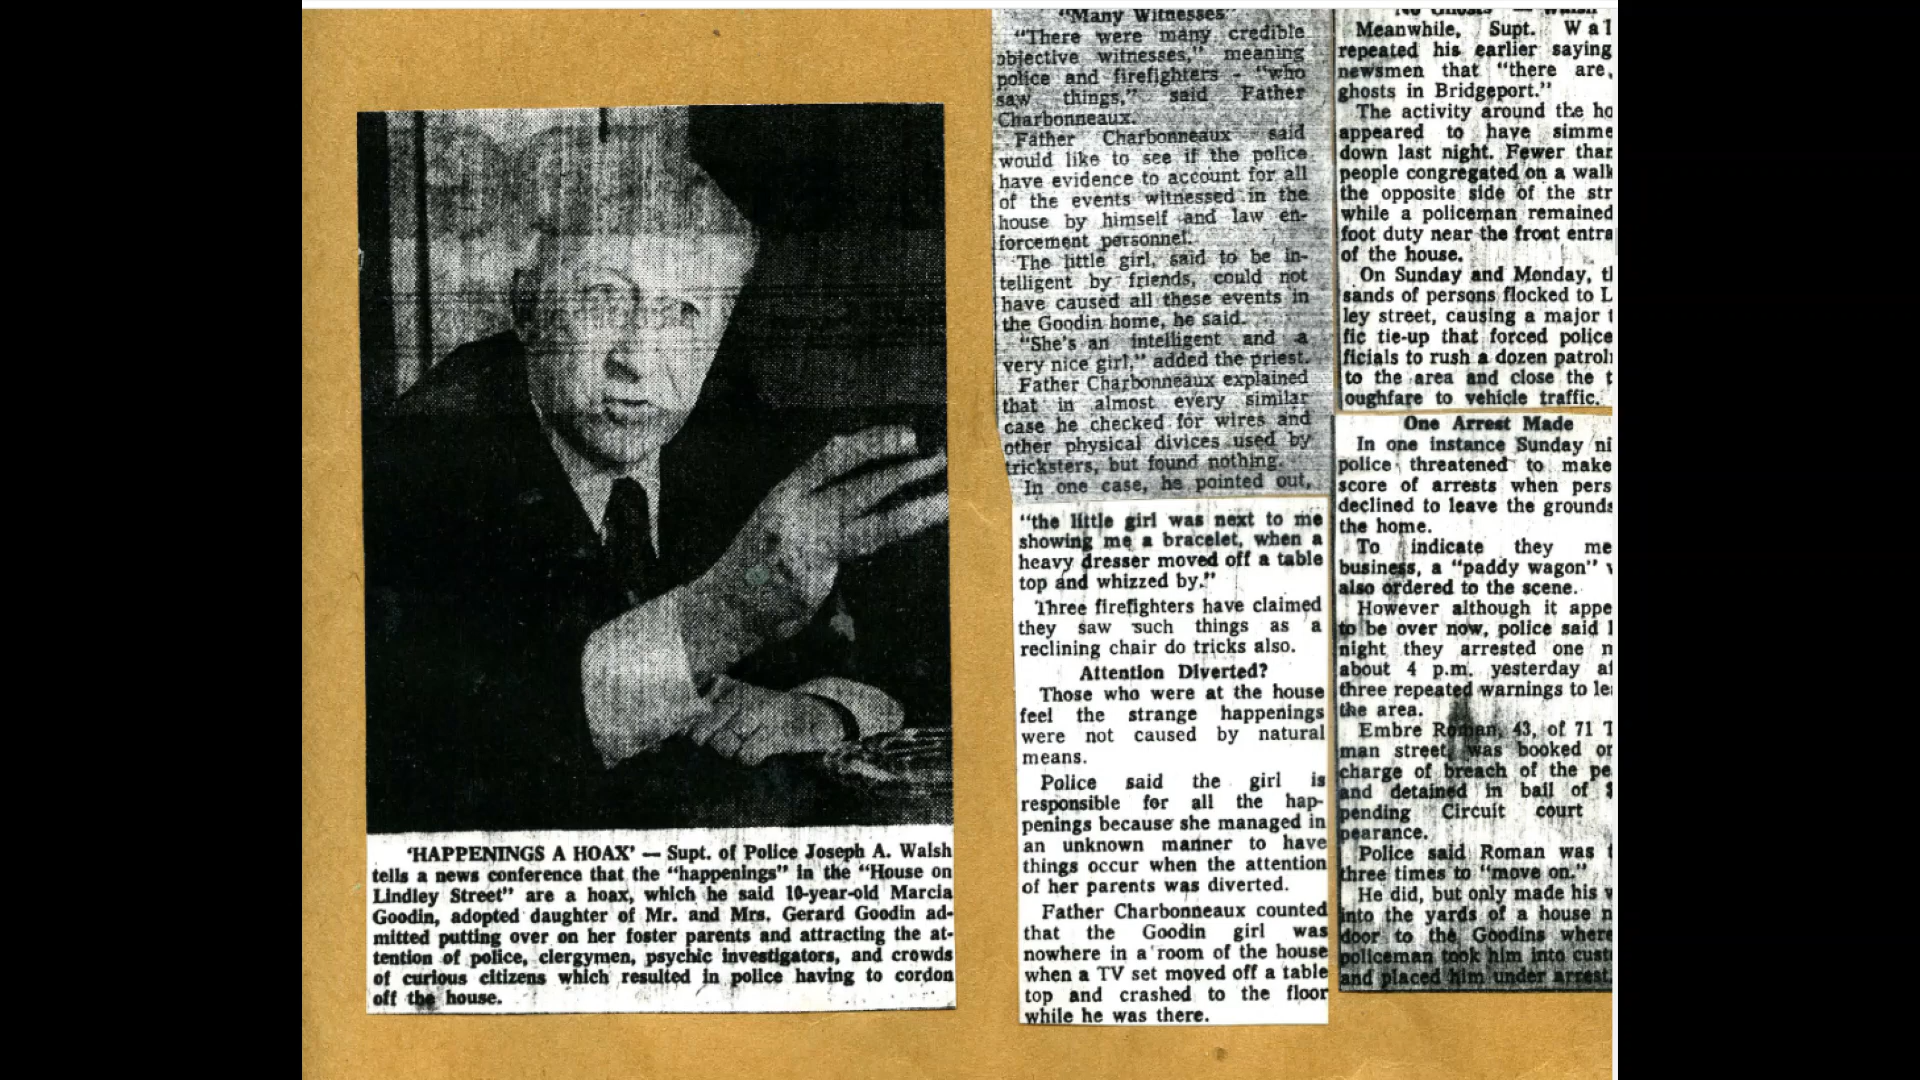 'HAPPENINGS A HOAX' — Supt. of Police Joseph A. Walsh
tells a news conference that the "happenings" in the "House on
Lindley Street" are a hoax, which he said 10-year-old Marcia
Goodin, adopted daughter of Mr. and Mrs. Gerard Goodin ad-
mitted putting over on her foster parents and attracting the at-
tention of police, clergymen, psychic investigators, and crowds
of curious citizens which resulted in police having to cordon
off the house.
"Many Witnesses"
"There were many credible
objective witnesses," meaning
police and firefighters - "who
saw things," said Father
Charbonneaux.
Father Charbonneaux said
would like to see if the police
have evidence to account for all
of the events witnessed in the
house by himself and law en-
forcement personnel.
The little girl, said to be in-
telligent by friends, could not
have caused all these events in
the Goodin home, he said.
"She's an intelligent and a
very nice girl," added the priest.
Father Charbonneaux explained
that in almost every similar
case he checked for wires and
other physical divices used by
tricksters, but found nothing.
In one case, he pointed out,
"the little girl was next to me
showing me a bracelet, when a
heavy dresser moved off a table
top and whizzed by."
Three firefighters have claimed
they saw such things as a
reclining chair do tricks also.
Attention Diverted?
Those who were at the house
feel the strange happenings
were not caused by natural
means.
Police said the girl is
responsible for all the hap-
penings because she managed in
an unknown manner to have
things occur when the attention
of her parents was diverted.
Father Charbonneaux counted
that the Goodin girl was
nowhere in a room of the house
when a TV set moved off a table
top and crashed to the floor
while he was there.
No Ghosts — Walsh
Meanwhile, Supt. Wal
repeated his earlier saying
newsmen that "there are
ghosts in Bridgeport."
The activity around the ho
appeared to have simme
down last night. Fewer than
people congregated on a walk
the opposite side of the str
while a policeman remained
foot duty near the front entra
of the house.
On Sunday and Monday, th
sands of persons flocked to L
ley street, causing a major t
fic tie-up that forced police
ficials to rush a dozen patrol
to the area and close the t
oughfare to vehicle traffic.
One Arrest Made
In one instance Sunday ni
police threatened to make
score of arrests when pers
declined to leave the grounds
the home.
To indicate they me
business, a "paddy wagon" w
also ordered to the scene.
However although it appe
to be over now, police said l
night they arrested one m
about 4 p.m. yesterday af
three repeated warnings to lea
the area.
Embre Roman, 43, of 71 T
man street, was booked on
charge of breach of the pe
and detained in bail of $
pending Circuit court
pearance.
Police said Roman was t
three times to "move on."
He did, but only made his w
into the yards of a house n
door to the Goodins where
policeman took him into cust
and placed him under arrest.